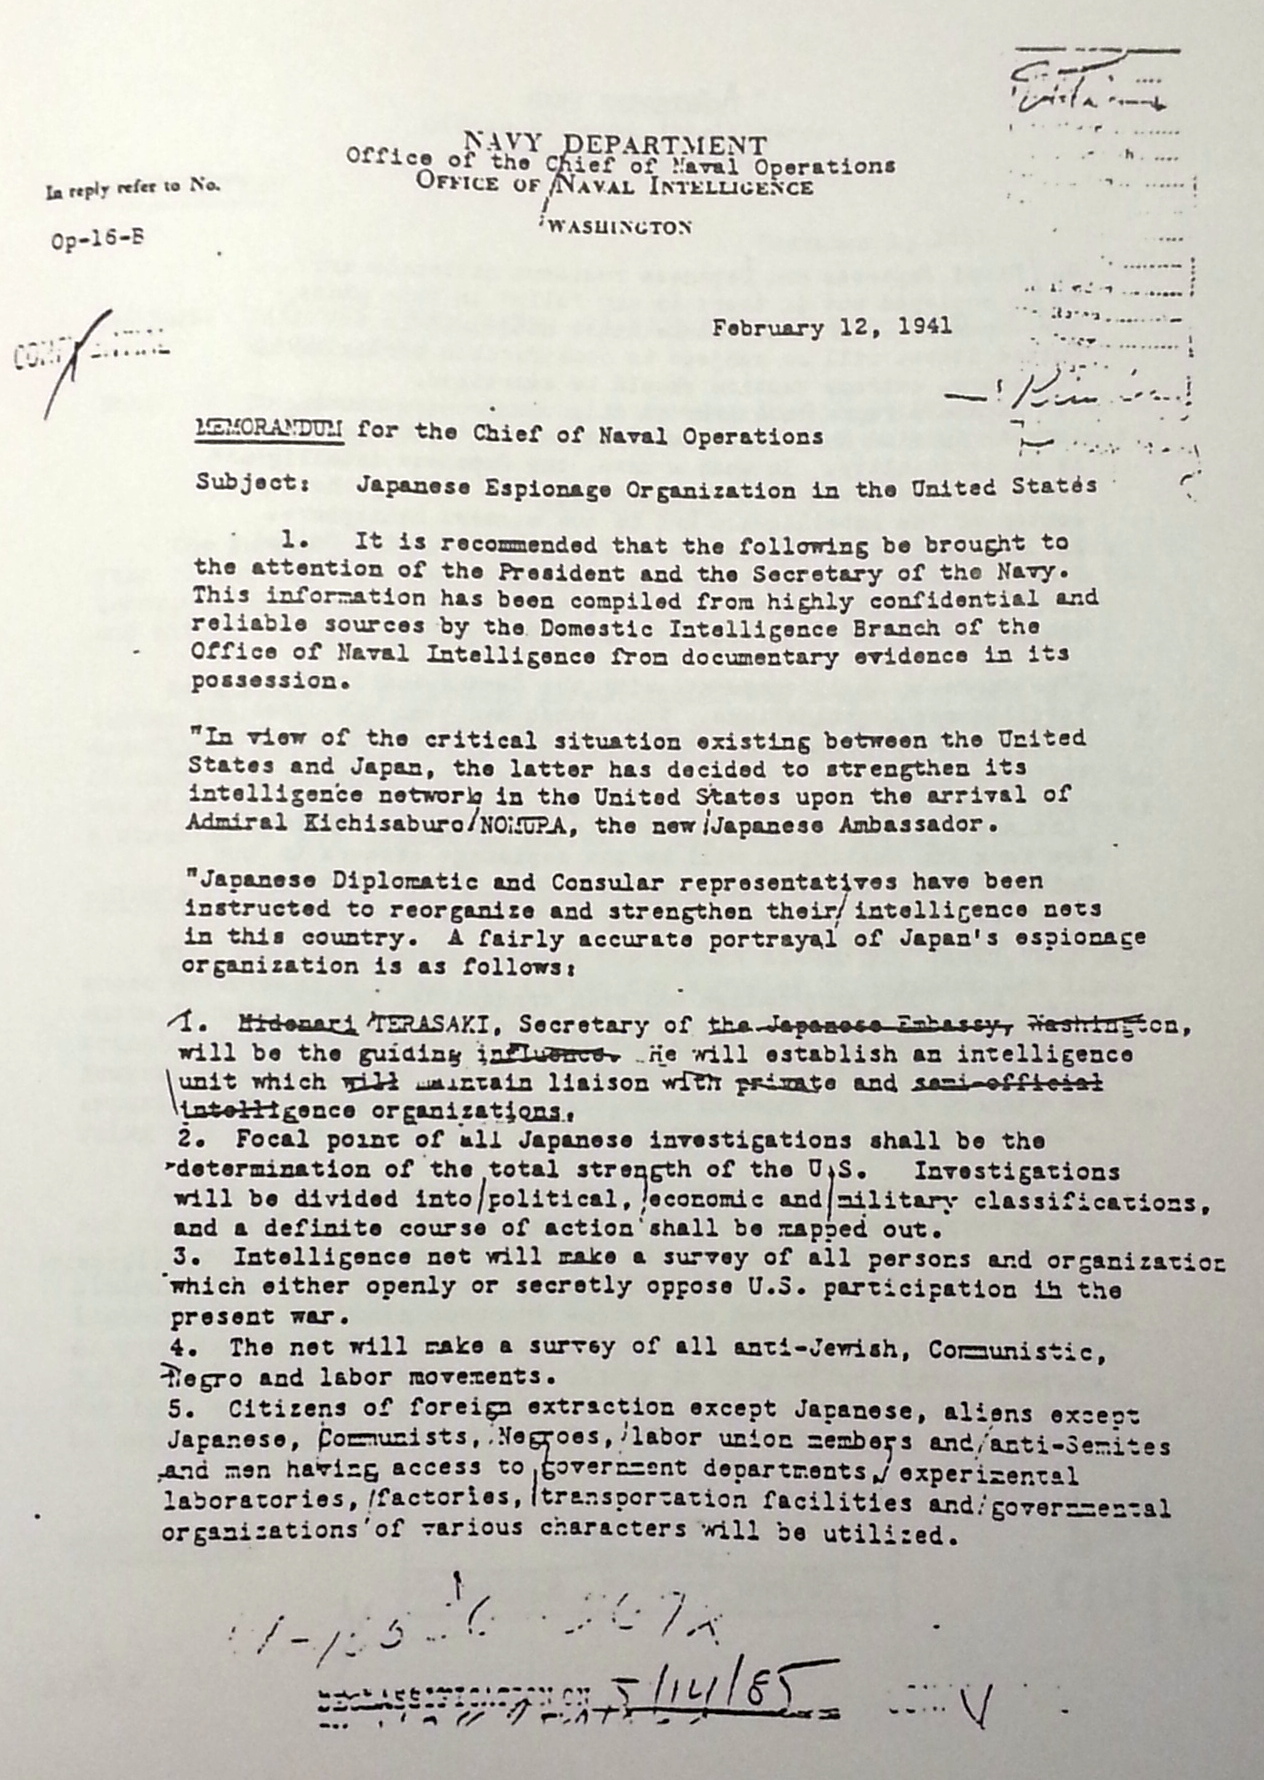 NAVY DEPARTMENT
Office of the Chief of Naval Operations
OFFICE OF NAVAL INTELLIGENCE
WASHINGTON
In reply refer to No.
Op-16-B
February 12, 1941
CONFIDENTIAL
MEMORANDUM for the Chief of Naval Operations
Subject: Japanese Espionage Organization in the United States
1. It is recommended that the following be brought to
the attention of the President and the Secretary of the Navy.
This information has been compiled from highly confidential and
reliable sources by the Domestic Intelligence Branch of the
Office of Naval Intelligence from documentary evidence in its
possession.
"In view of the critical situation existing between the United
States and Japan, the latter has decided to strengthen its
intelligence network in the United States upon the arrival of
Admiral Kichisaburo NOMURA, the new Japanese Ambassador.
"Japanese Diplomatic and Consular representatives have been
instructed to reorganize and strengthen their intelligence nets
in this country. A fairly accurate portrayal of Japan's espionage
organization is as follows:
1. Hidenari TERASAKI, Secretary of the Japanese Embassy, Washington,
will be the guiding influence. He will establish an intelligence
unit which will maintain liaison with private and semi-official
intelligence organizations.
2. Focal point of all Japanese investigations shall be the
determination of the total strength of the U.S. Investigations
will be divided into political, economic and military classifications,
and a definite course of action shall be mapped out.
3. Intelligence net will make a survey of all persons and organization
which either openly or secretly oppose U.S. participation in the
present war.
4. The net will make a survey of all anti-Jewish, Communistic,
Negro and labor movements.
5. Citizens of foreign extraction except Japanese, aliens except
Japanese, Communists, Negroes, labor union members and anti-Semites
and men having access to government departments, experimental
laboratories, factories, transportation facilities and governmental
organizations of various characters will be utilized.
DECLASSIFICATION ON 5/14/85